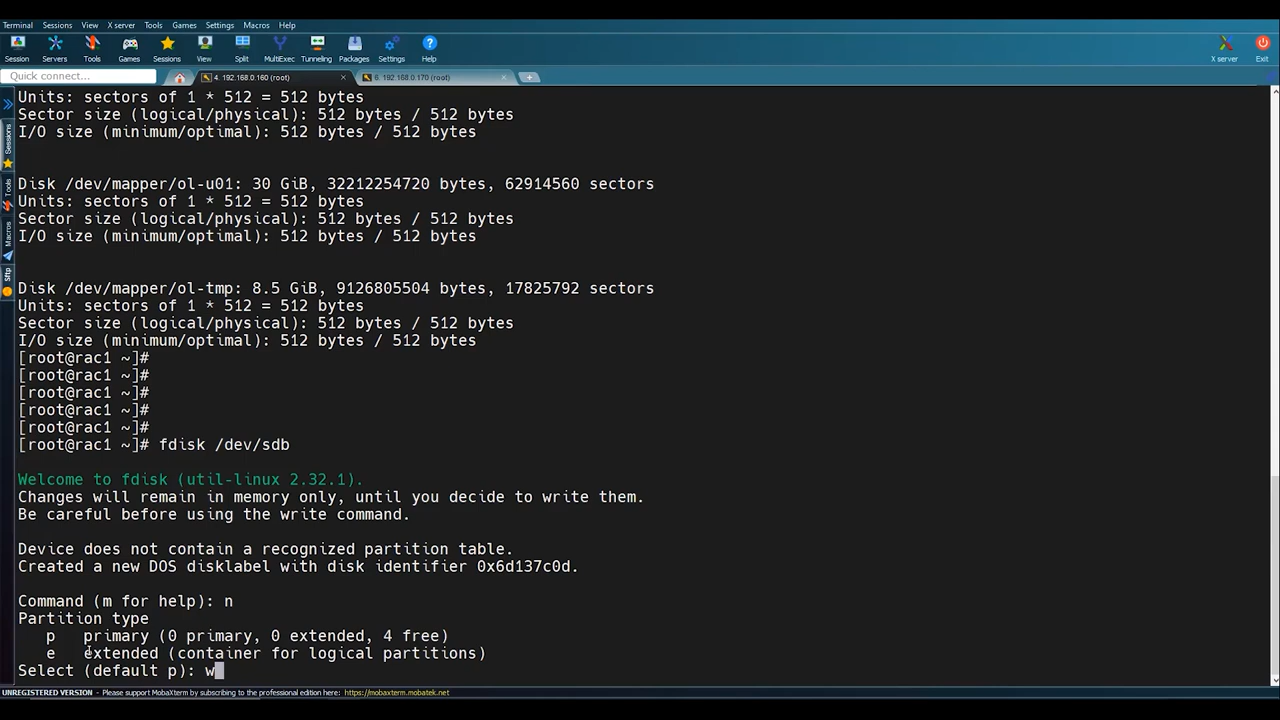 Terminal Sessions View X server Tools Games Settings Macros Help
Session Servers Tools Games Sessions View Split MultiExec Tunneling Packages Settings Help X server Exit
Quick connect... 4. 192.168.0.160 (root) 6. 192.168.0.170 (root)
Sessions
Tools
Macros
Sftp
Units: sectors of 1 * 512 = 512 bytes
Sector size (logical/physical): 512 bytes / 512 bytes
I/O size (minimum/optimal): 512 bytes / 512 bytes
Disk /dev/mapper/ol-u01: 30 GiB, 32212254720 bytes, 62914560 sectors
Units: sectors of 1 * 512 = 512 bytes
Sector size (logical/physical): 512 bytes / 512 bytes
I/O size (minimum/optimal): 512 bytes / 512 bytes
Disk /dev/mapper/ol-tmp: 8.5 GiB, 9126805504 bytes, 17825792 sectors
Units: sectors of 1 * 512 = 512 bytes
Sector size (logical/physical): 512 bytes / 512 bytes
I/O size (minimum/optimal): 512 bytes / 512 bytes
[root@rac1 ~]#
[root@rac1 ~]#
[root@rac1 ~]#
[root@rac1 ~]#
[root@rac1 ~]#
[root@rac1 ~]# fdisk /dev/sdb
Welcome to fdisk (util-linux 2.32.1).
Changes will remain in memory only, until you decide to write them.
Be careful before using the write command.
Device does not contain a recognized partition table.
Created a new DOS disklabel with disk identifier 0x6d137c0d.
Command (m for help): n
Partition type
p primary (0 primary, 0 extended, 4 free)
e extended (container for logical partitions)
Select (default p): w
UNREGISTERED VERSION - Please support MobaXterm by subscribing to the professional edition here: https://mobaxterm.mobatek.net